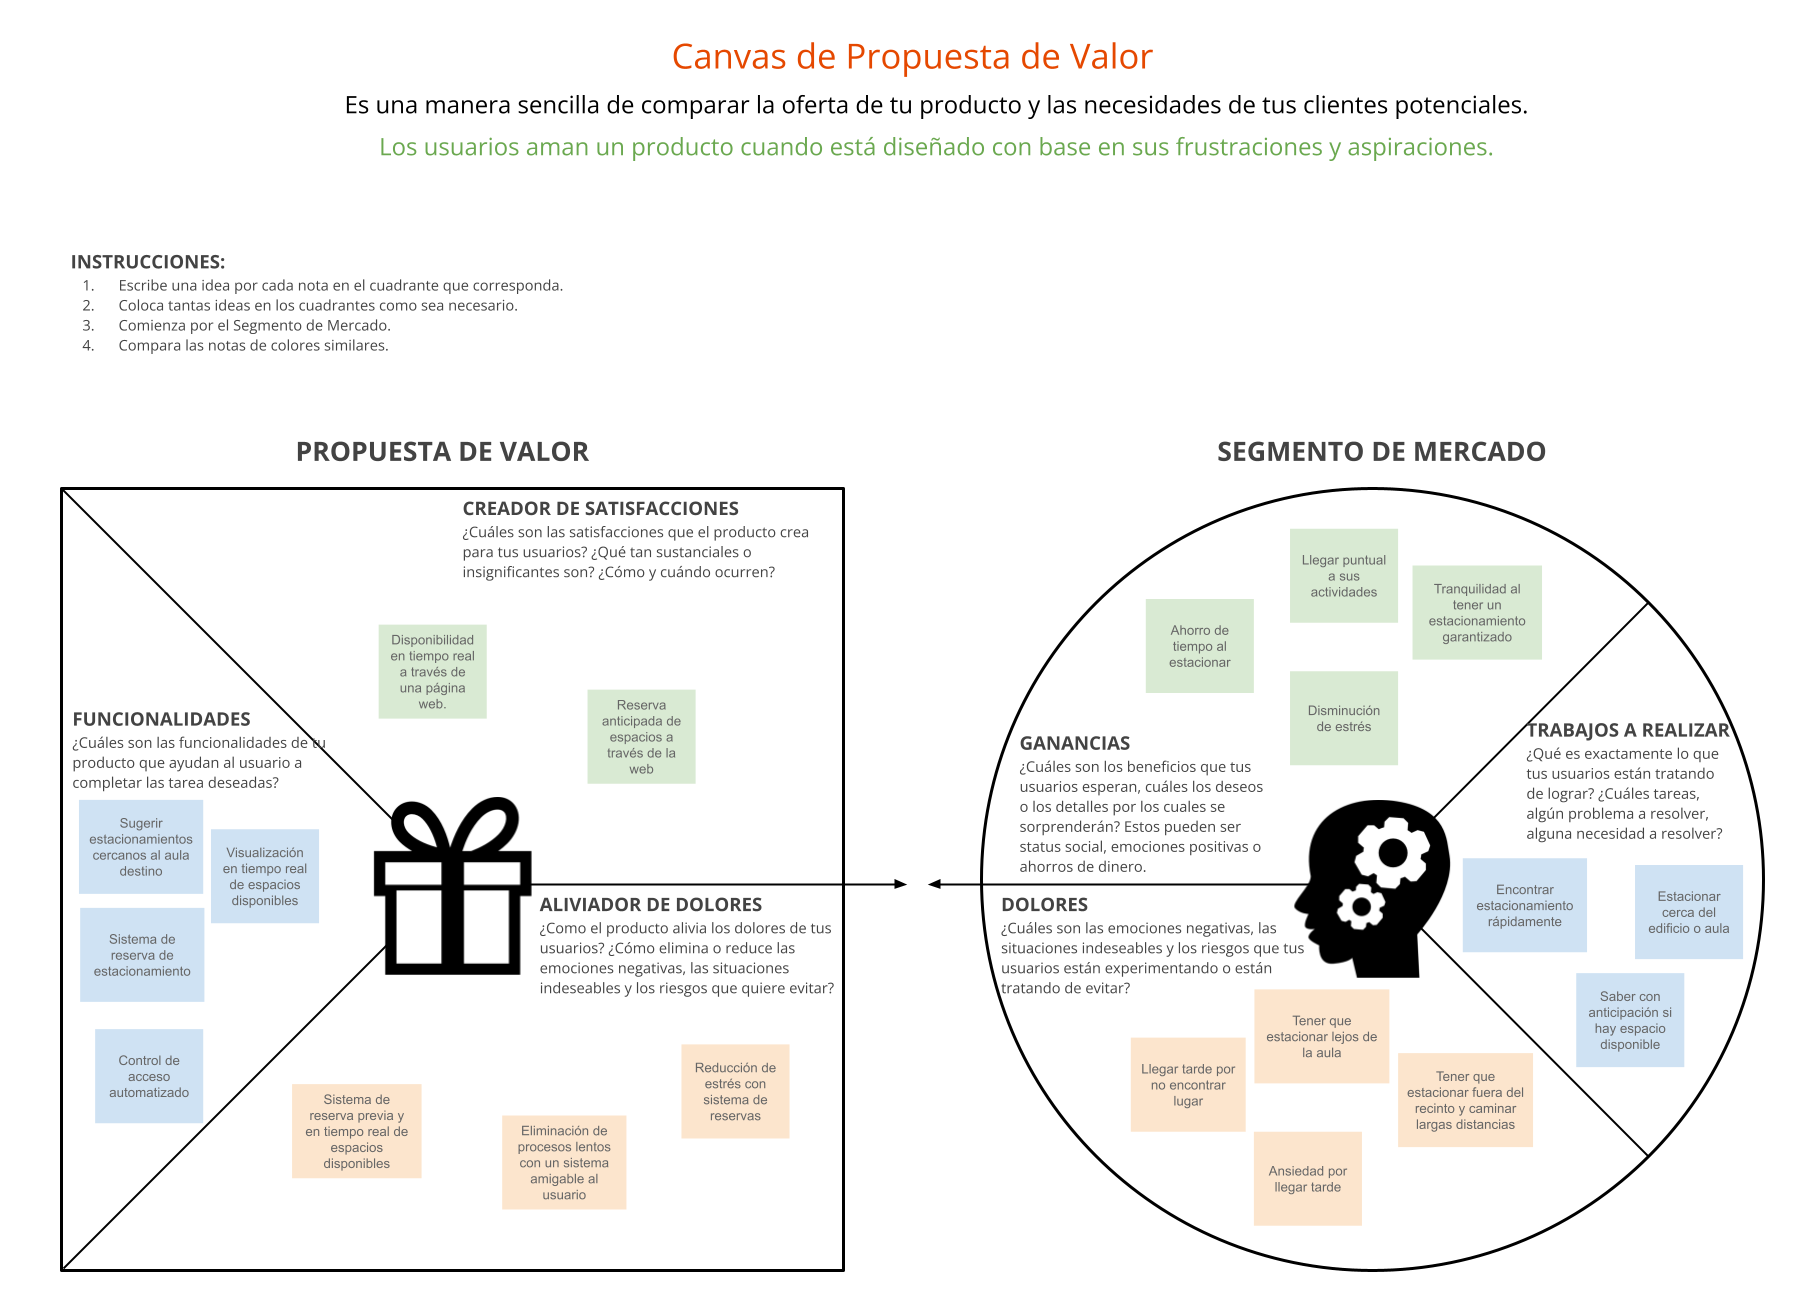 Canvas de Propuesta de Valor
Es una manera sencilla de comparar la oferta de tu producto y las necesidades de tus clientes potenciales.
Los usuarios aman un producto cuando está diseñado con base en sus frustraciones y aspiraciones.
INSTRUCCIONES:
1. Escribe una idea por cada nota en el cuadrante que corresponda.
2. Coloca tantas ideas en los cuadrantes como sea necesario.
3. Comienza por el Segmento de Mercado.
4. Compara las notas de colores similares.
PROPUESTA DE VALOR
CREADOR DE SATISFACCIONES
¿Cuáles son las satisfacciones que el producto crea
para tus usuarios? ¿Qué tan sustanciales o
insignificantes son? ¿Cómo y cuándo ocurren?
Disponibilidad
en tiempo real
a través de
una página
web.
Reserva
anticipada de
espacios a
través de la
web
FUNCIONALIDADES
¿Cuáles son las funcionalidades de tu
producto que ayudan al usuario a
completar las tarea deseadas?
Sugerir
estacionamientos
cercanos al aula
destino
Visualización
en tiempo real
de espacios
disponibles
Sistema de
reserva de
estacionamiento
Control de
acceso
automatizado
ALIVIADOR DE DOLORES
¿Como el producto alivia los dolores de tus
usuarios? ¿Cómo elimina o reduce las
emociones negativas, las situaciones
indeseables y los riesgos que quiere evitar?
Sistema de
reserva previa y
en tiempo real de
espacios
disponibles
Eliminación de
procesos lentos
con un sistema
amigable al
usuario
Reducción de
estrés con
sistema de
reservas
SEGMENTO DE MERCADO
Ahorro de
tiempo al
estacionar
Llegar puntual
a sus
actividades
Tranquilidad al
tener un
estacionamiento
garantizado
Disminución
de estrés
GANANCIAS
¿Cuáles son los beneficios que tus
usuarios esperan, cuáles los deseos
o los detalles por los cuales se
sorprenderán? Estos pueden ser
status social, emociones positivas o
ahorros de dinero.
TRABAJOS A REALIZAR
¿Qué es exactamente lo que
tus usuarios están tratando
de lograr? ¿Cuáles tareas,
algún problema a resolver,
alguna necesidad a resolver?
Encontrar
estacionamiento
rápidamente
Estacionar
cerca del
edificio o aula
Saber con
anticipación si
hay espacio
disponible
DOLORES
¿Cuáles son las emociones negativas, las
situaciones indeseables y los riesgos que tus
usuarios están experimentando o están
tratando de evitar?
Llegar tarde por
no encontrar
lugar
Tener que
estacionar lejos de
la aula
Tener que
estacionar fuera del
recinto y caminar
largas distancias
Ansiedad por
llegar tarde